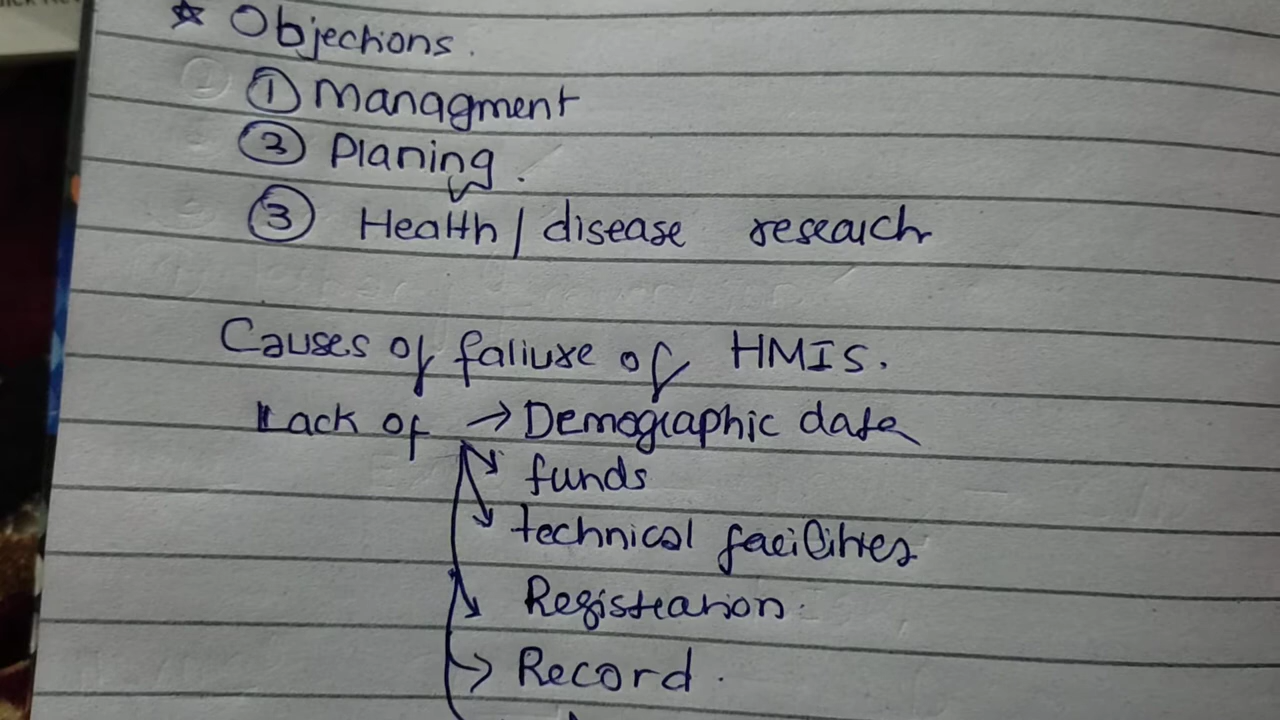 ☆ Objections.
① Managment
② Planing.
③ Health / disease research
Causes of faliure of HMIS.
Lack of → Demographic data
funds
technical facilities
Registration.
Record.